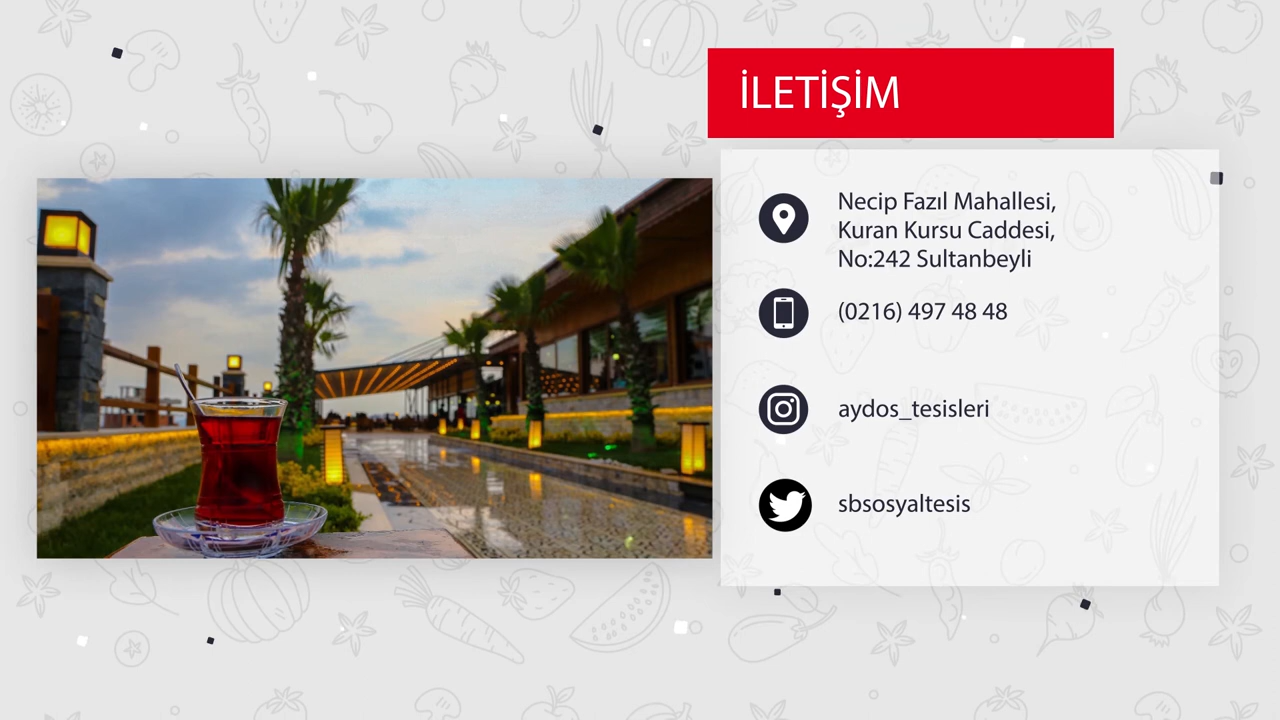 İLETİŞİM
Necip Fazıl Mahallesi,
Kuran Kursu Caddesi,
No:242 Sultanbeyli
(0216) 497 48 48
aydos_tesisleri
sbsosyaltesis